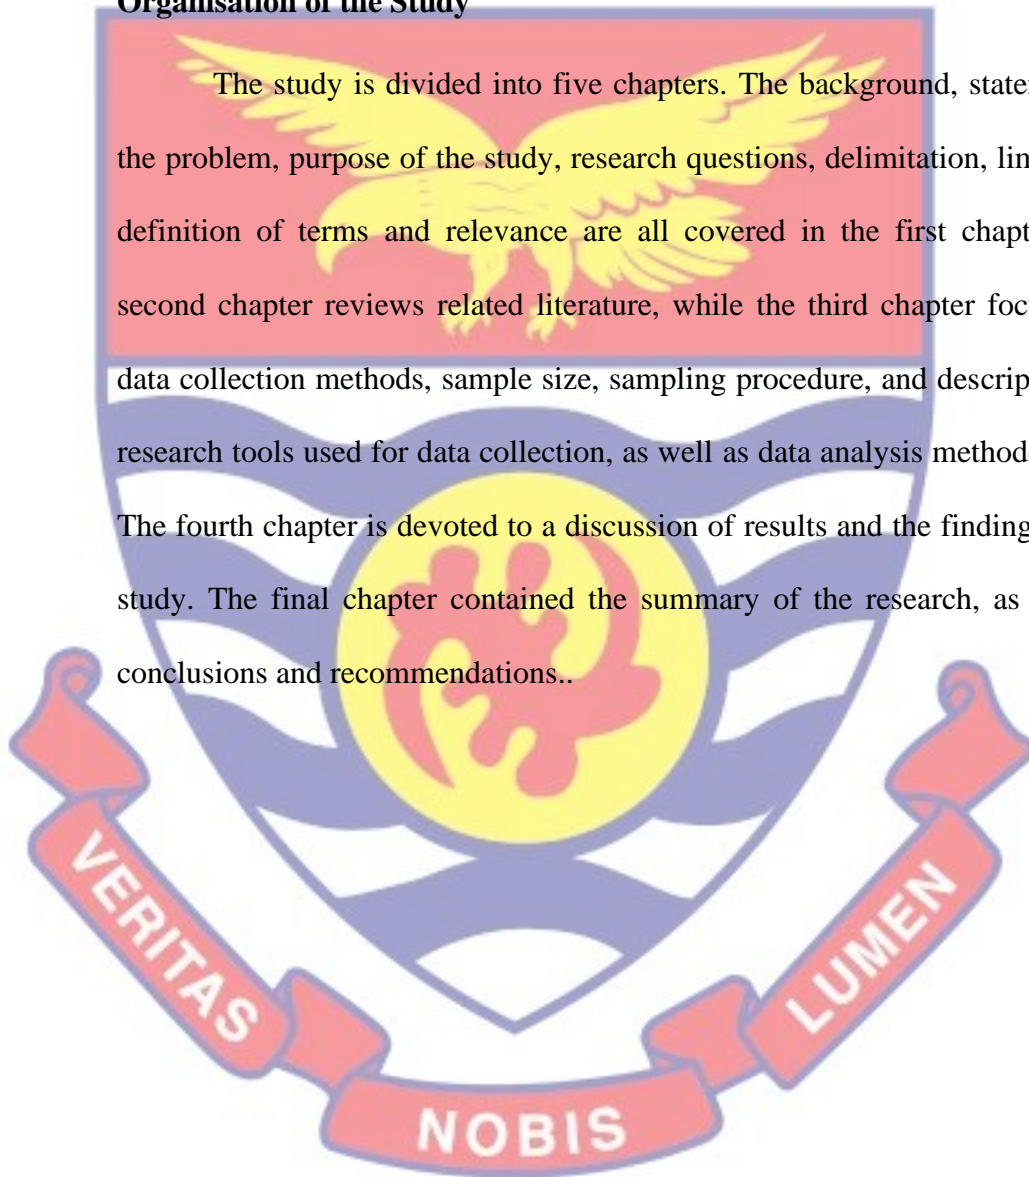 Organisation of the Study
The study is divided into five chapters. The background, state
the problem, purpose of the study, research questions, delimitation, lim
definition of terms and relevance are all covered in the first chapt
second chapter reviews related literature, while the third chapter foc
data collection methods, sample size, sampling procedure, and descrip
research tools used for data collection, as well as data analysis method
The fourth chapter is devoted to a discussion of results and the finding
study. The final chapter contained the summary of the research, as
conclusions and recommendations..
VERITAS
NOBIS
LUMEN